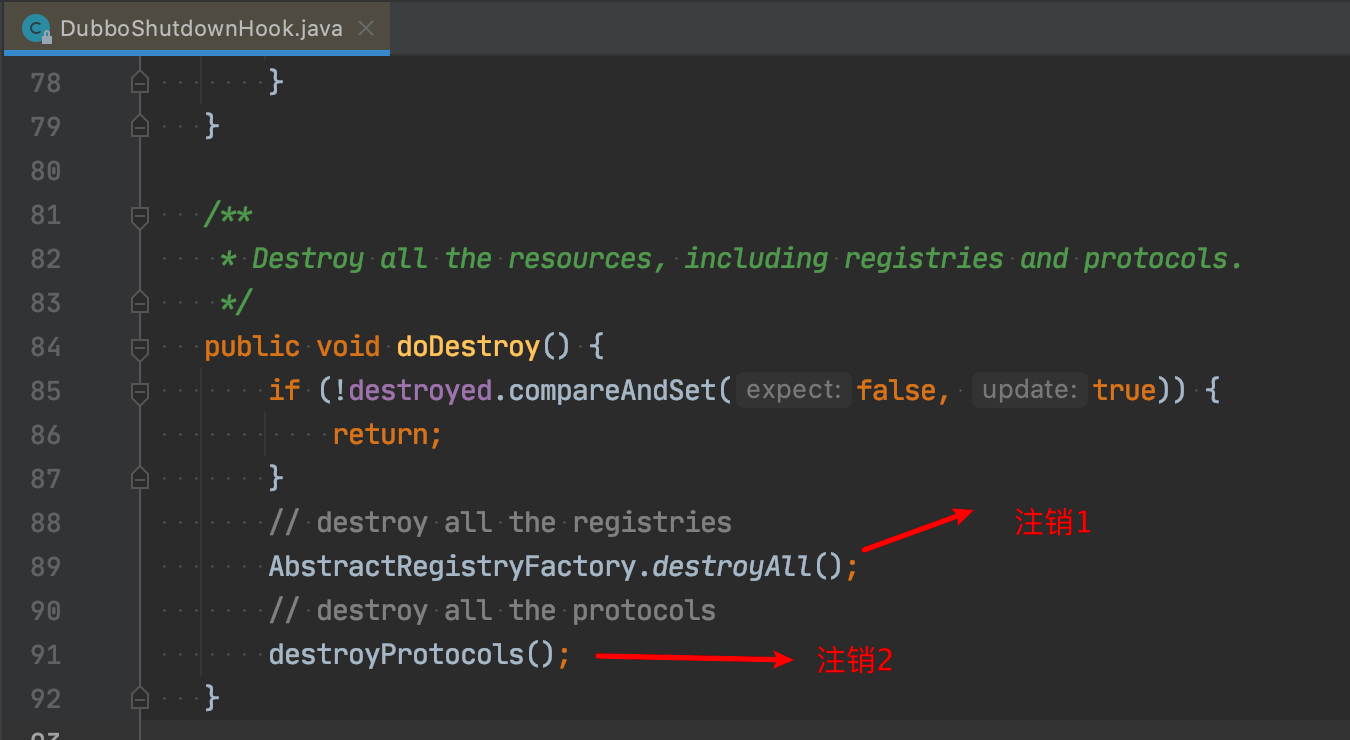 DubboShutdownHook.java
78 }
79 }
80
81 /**
82 * Destroy all the resources, including registries and protocols.
83 */
84 public void doDestroy() {
85 if (!destroyed.compareAndSet( expect: false, update: true)) {
86 return;
87 }
88 // destroy all the registries
注销1
89 AbstractRegistryFactory.destroyAll();
90 // destroy all the protocols
91 destroyProtocols(); 注销2
92 }
93